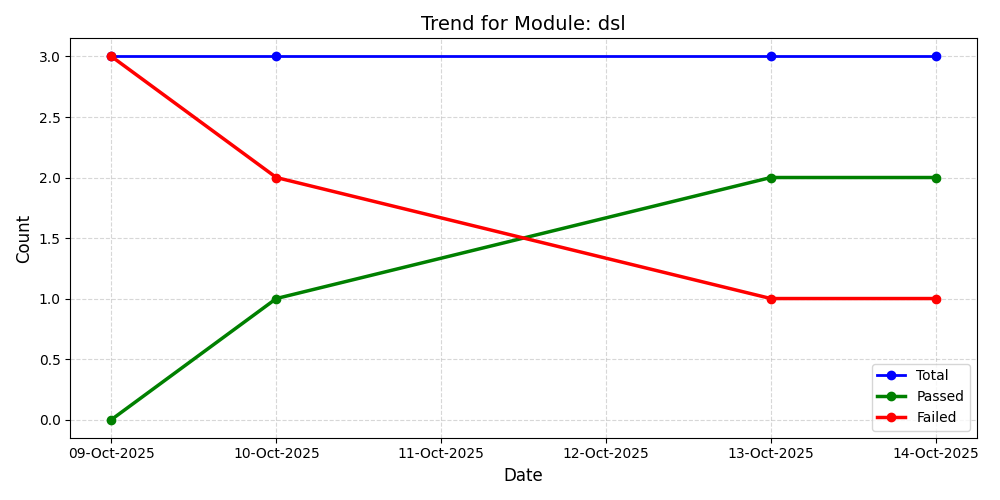 Trend for Module: dsl
Count
3.0
2.5
2.0
1.5
1.0
0.5
0.0
Total
Passed
Failed
09-Oct-2025 10-Oct-2025 11-Oct-2025 12-Oct-2025 13-Oct-2025 14-Oct-2025
Date